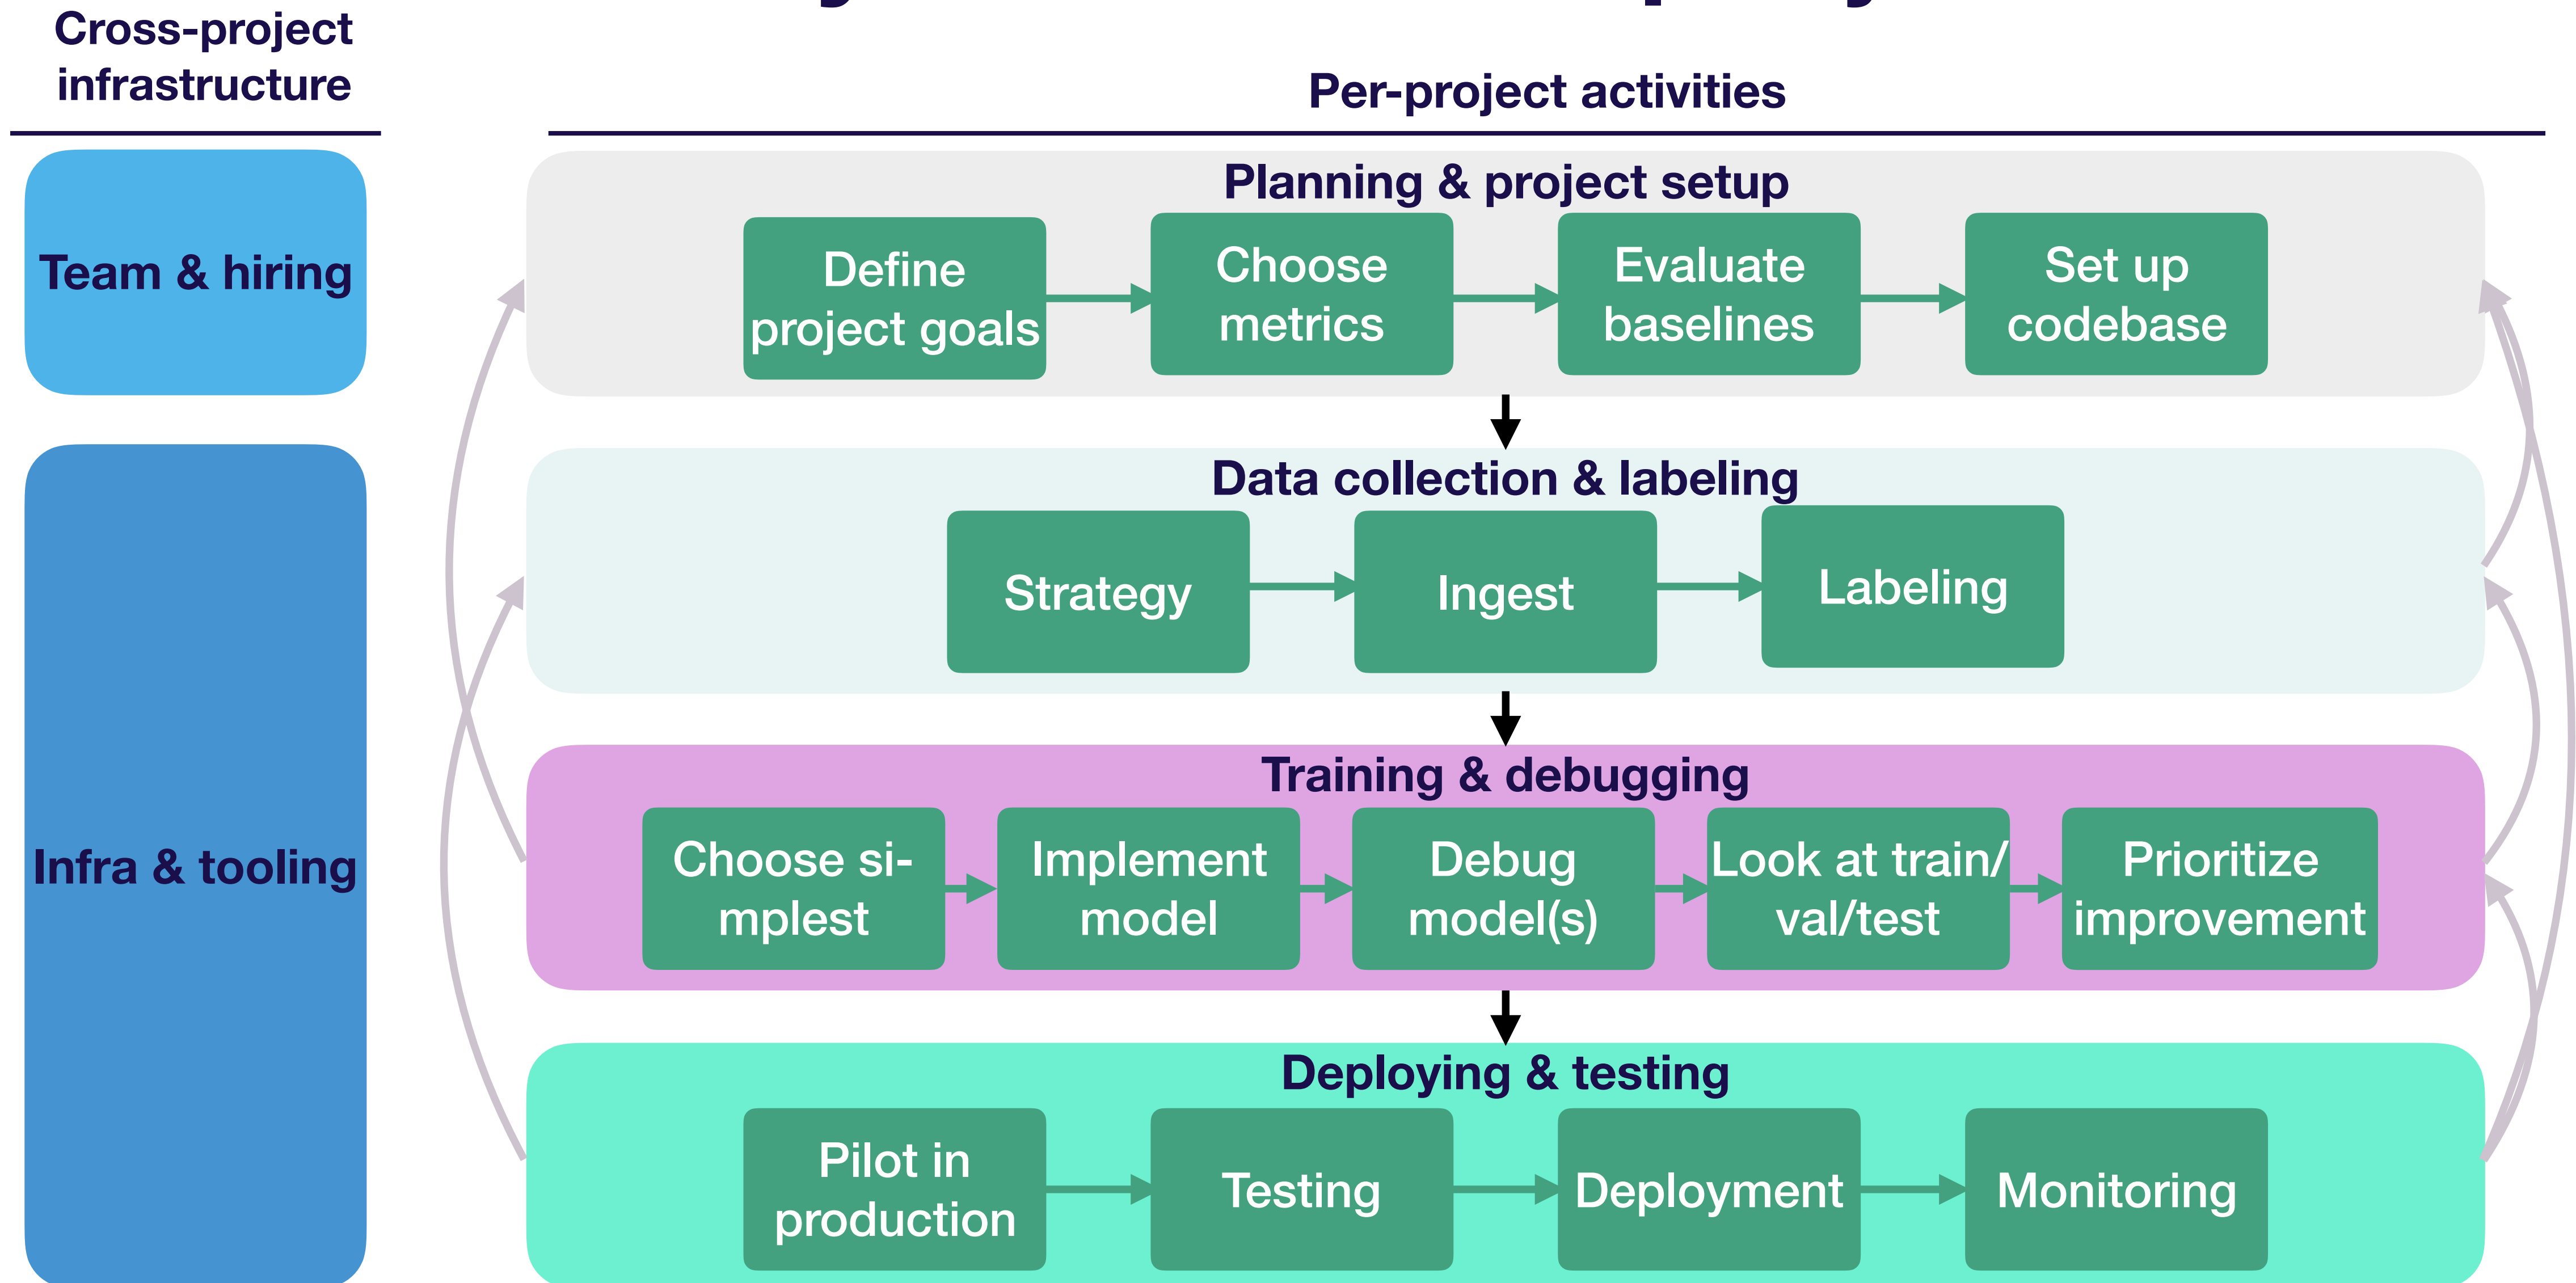 Cross-project
infrastructure
Per-project activities
Team & hiring
Planning & project setup
Define
project goals
Choose
metrics
Evaluate
baselines
Set up
codebase
Infra & tooling
Data collection & labeling
Strategy
Ingest
Labeling
Training & debugging
Choose si-
mplest
Implement
model
Debug
model(s)
Look at train/
val/test
Prioritize
improvement
Deploying & testing
Pilot in
production
Testing
Deployment
Monitoring